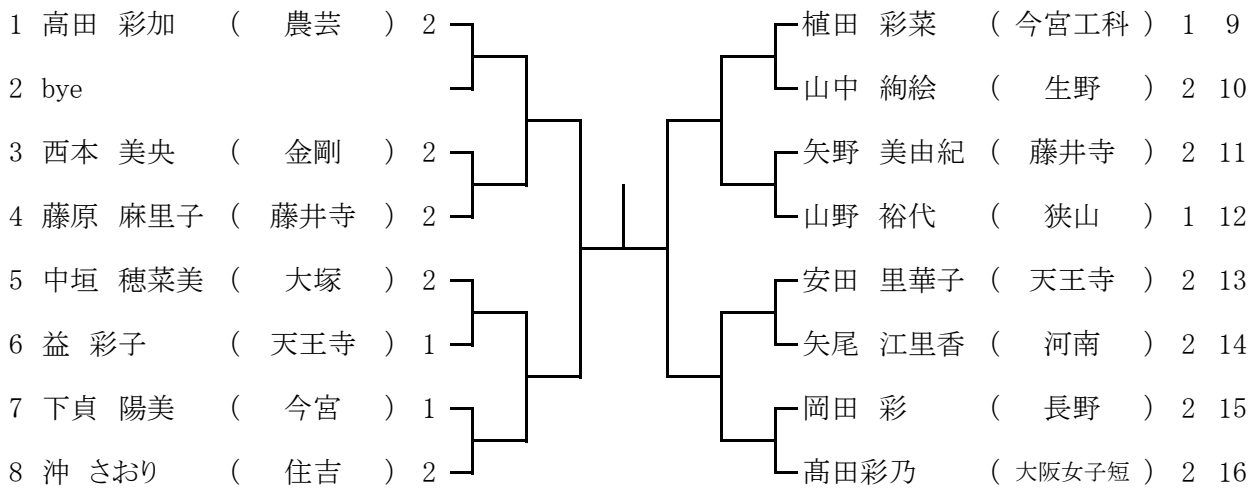 1 高田 彩加 ( 農芸 ) 2
2 bye
3 西本 美央 ( 金剛 ) 2
4 藤原 麻里子 ( 藤井寺 ) 2
5 中垣 穂菜美 ( 大塚 ) 2
6 益 彩子 ( 天王寺 ) 1
7 下貞 陽美 ( 今宮 ) 1
8 沖 さおり ( 住吉 ) 2
植田 彩菜 ( 今宮工科 ) 1 9
山中 絢絵 ( 生野 ) 2 10
矢野 美由紀 ( 藤井寺 ) 2 11
山野 裕代 ( 狭山 ) 1 12
安田 里華子 ( 天王寺 ) 2 13
矢尾 江里香 ( 河南 ) 2 14
岡田 彩 ( 長野 ) 2 15
髙田彩乃 ( 大阪女子短 ) 2 16